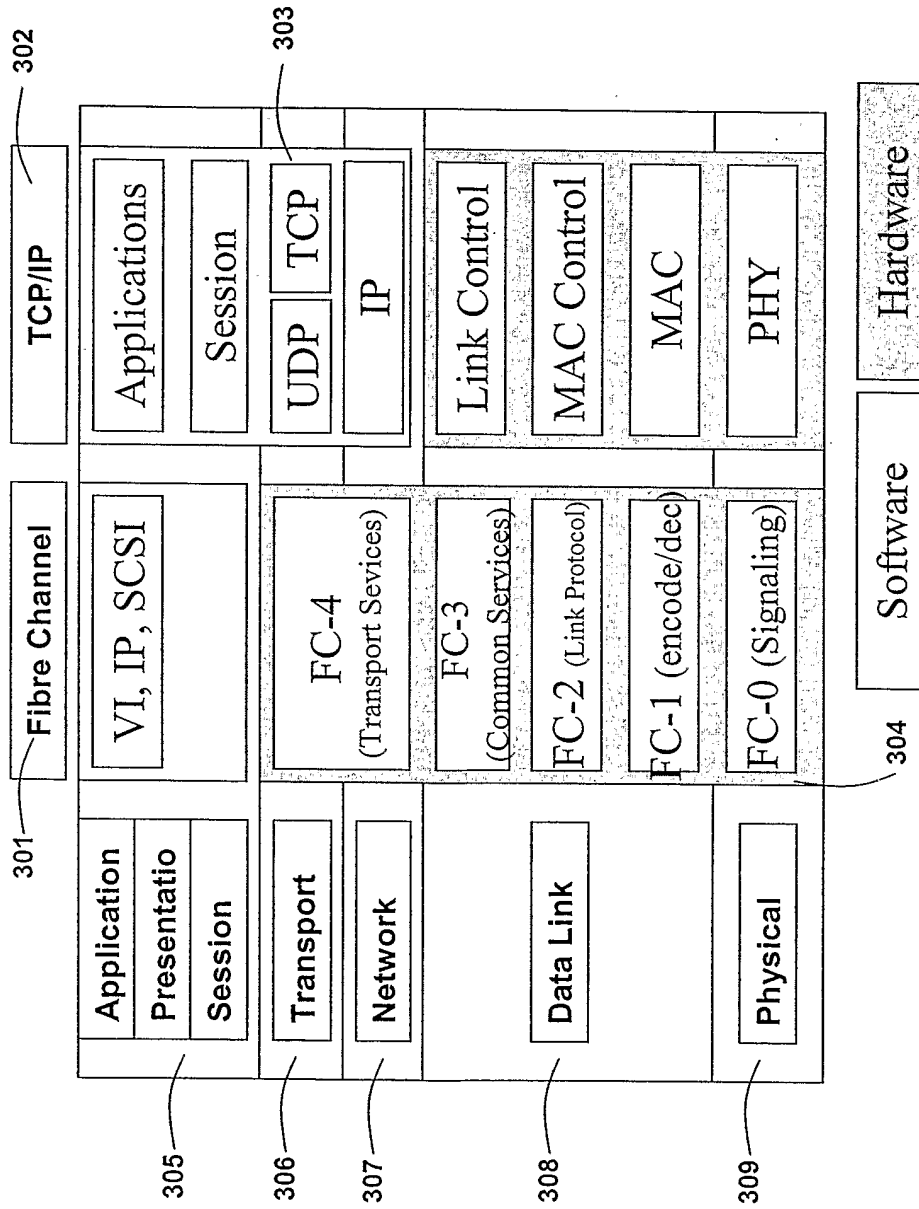 302
Fibre Channel
TCP/IP
301
303
Application
Presentatio
Session
Transport
Network
Data Link
Physical
VI, IP, SCSI
FC-4
(Transport Sevices)
FC-3
(Common Services)
FC-2 (Link Protocol)
FC-1 (encode/dec)
FC-0 (Signaling)
Applications
Session
UDP
TCP
IP
Link Control
MAC Control
MAC
PHY
305
306
307
308
309
304
Software
Hardware